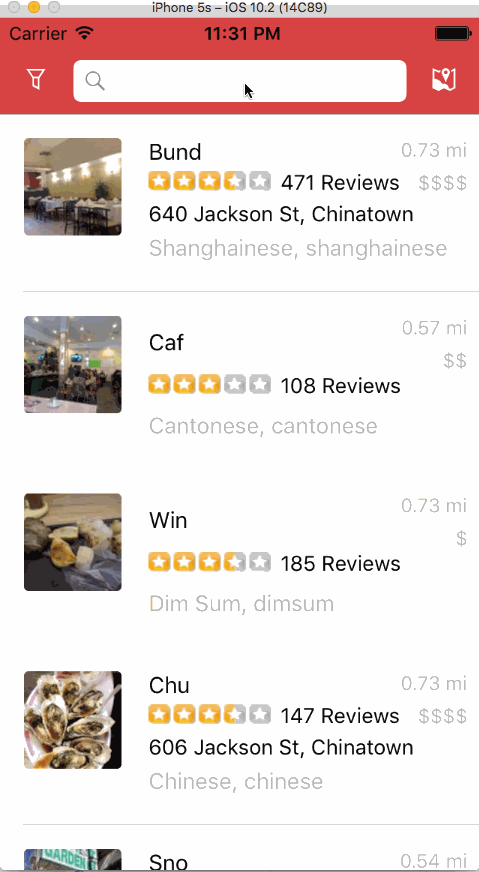 iPhone 5s – iOS 10.2 (14C89)
Carrier 11:31 PM
Bund 0.73 mi
471 Reviews $$$$
640 Jackson St, Chinatown
Shanghainese, shanghainese
0.57 mi
Caf $$
108 Reviews
Cantonese, cantonese
0.73 mi
Win $
185 Reviews
Dim Sum, dimsum
Chu 0.73 mi
147 Reviews $$$$
606 Jackson St, Chinatown
Chinese, chinese
GARDEN
Sno 0.54 mi